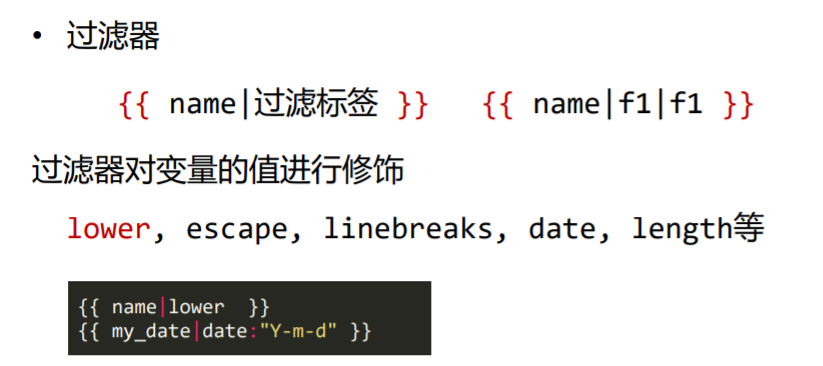 • 过滤器
{{ name|过滤标签 }} {{ name|f1|f1 }}
过滤器对变量的值进行修饰
lower, escape, linebreaks, date, length等
{{ name|lower  }}
{{ my_date|date:"Y-m-d" }}